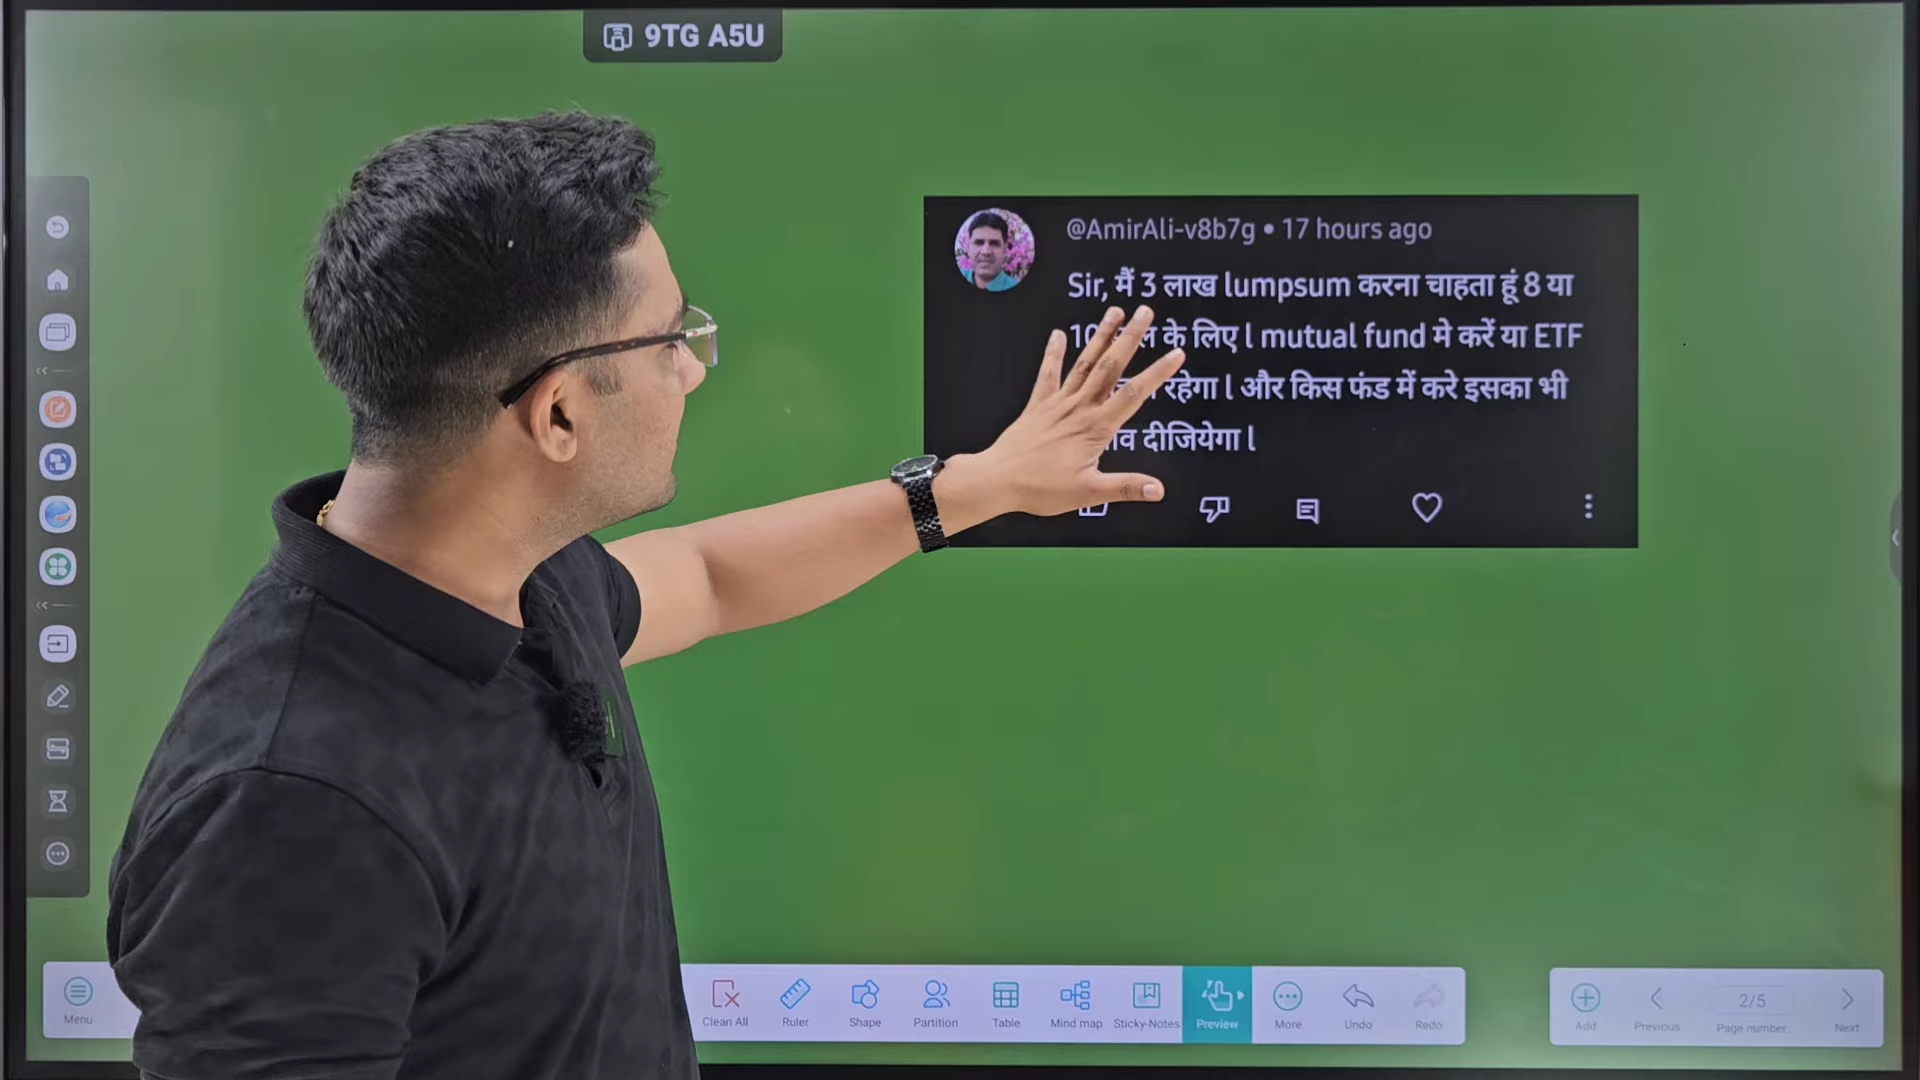 9TG A5U
@AmirAli-v8b7g • 17 hours ago
Sir, मैं 3 लाख lumpsum करना चाहता हूं 8 या
के लिए l mutual fund मे करें या ETF
रहेगा l और किस फंड में करे इसका भी
दीजियेगा l
Menu
Clean All
Ruler
Shape
Partition
Table
Mind map
Sticky-Notes
Preview
More
Undo
Redo
Add
Previous
2/5
Page number
Next